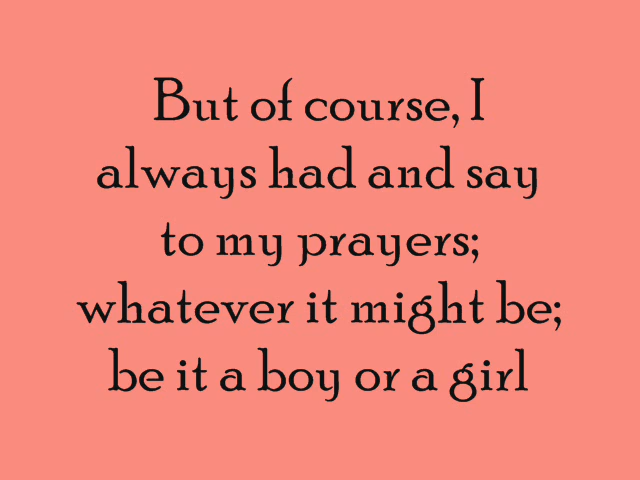 But of course, I
always had and say
to my prayers;
whatever it might be;
be it a boy or a girl